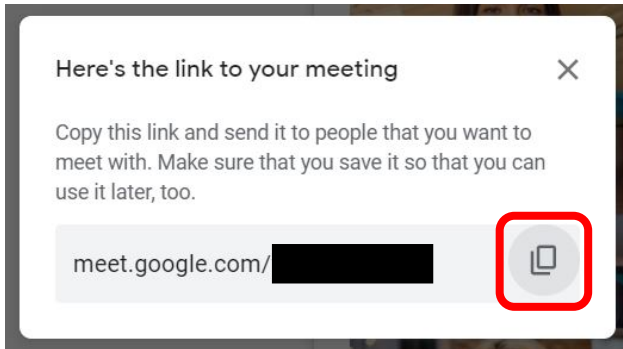 Here's the link to your meeting
Copy this link and send it to people that you want to
meet with. Make sure that you save it so that you can
use it later, too.
meet.google.com/